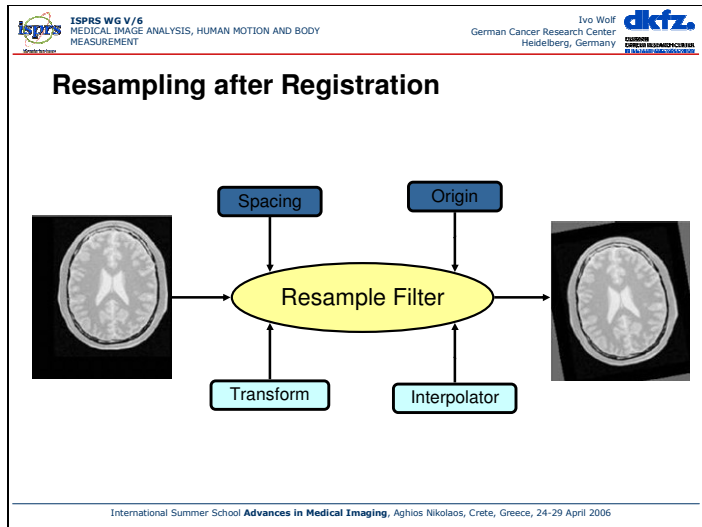 isprs
ISPRS WG V/6
MEDICAL IMAGE ANALYSIS, HUMAN MOTION AND BODY
MEASUREMENT
Ivo Wolf
German Cancer Research Center
Heidelberg, Germany
dkfz.
Resampling after Registration
Spacing
Origin
Resample Filter
Transform
Interpolator
International Summer School Advances in Medical Imaging, Aghios Nikolaos, Crete, Greece, 24-29 April 2006